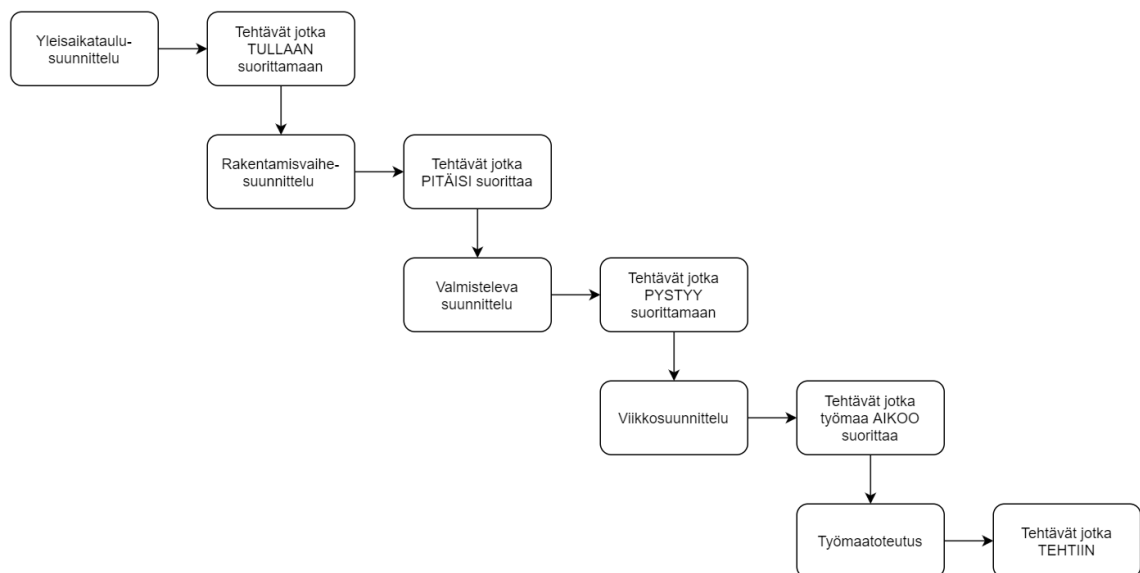 Yleisaikataulu-
suunnittelu
Tehtävät jotka
TULLAAN
suorittamaan
Rakentamisvaihe-
suunnittelu
Tehtävät jotka
PITÄISI suorittaa
Valmisteleva
suunnittelu
Tehtävät jotka
PYSTYY
suorittamaan
Viikkosuunnittelu
Tehtävät jotka
työmaa AIKOO
suorittaa
Työmaatoteutus
Tehtävät jotka
TEHTIIN